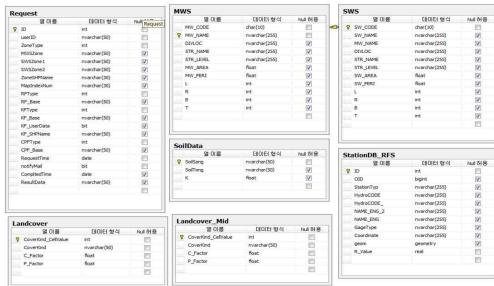 Request
열 이름 데이터 형식 Null 허용
Request
ID int
userID nvarchar(50)
ZoneType int
MWSZone nvarchar(50)
SWSZone1 nvarchar(50)
SWSZone2 nvarchar(50)
ZoneSHPName nvarchar(50)
MapIndexNum nvarchar(30)
RFType int
RF_Base nvarchar(50)
KFType int
KF_Base nvarchar(50)
KF_UserData bit
KF_SHPName nvarchar(50)
CPFType int
CPF_Base nvarchar(50)
RequestTime date
notifyMail bit
CompltedTime date
ResultData nvarchar(50)
MWS
열 이름 데이터 형식 Null 허용
MW_CODE char(10)
MW_NAME nvarchar(255)
DIVLOC nvarchar(255)
STR_NAME nvarchar(255)
STR_LEVEL nvarchar(255)
MW_AREA float
MW_PERI float
L int
R int
B int
T int
SWS
열 이름 데이터 형식 Null 허용
SW_CODE char(10)
SW_NAME nvarchar(255)
MW_NAME nvarchar(255)
DIVLOC nvarchar(255)
STR_NAME nvarchar(255)
STR_LEVEL nvarchar(255)
SW_AREA float
SW_PERI float
L int
R int
B int
T int
SoilData
열 이름 데이터 형식 Null 허용
SoilSang nvarchar(50)
SoilTong nvarchar(50)
K float
StationDB_RFS
열 이름 데이터 형식 Null 허용
ID int
OID bigint
StationTyp nvarchar(255)
HydroCODE nvarchar(255)
HydroCODE_ nvarchar(255)
NAME_ENG_2 nvarchar(255)
NAME_ENG nvarchar(255)
GageType nvarchar(255)
Coordinate nvarchar(255)
geom geometry
R_Value real
Landcover
열 이름 데이터 형식 Null 허용
CoverKind_CellValue int
CoverKind nvarchar(50)
C_Factor float
P_Factor float
Landcover_Mid
열 이름 데이터 형식 Null 허용
CoverKind_CellValue int
CoverKind nvarchar(50)
C_Factor float
P_Factor float